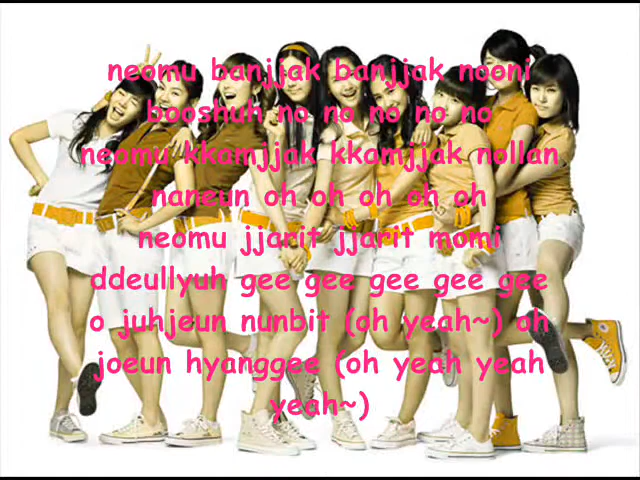 neomu banjjak banjjak nooni
booshuh no no no no no
neomu kkamjjak kkamjjak nollan
naneun oh oh oh oh oh
neomu jjarit jjarit momi
ddeullyuh gee gee gee gee gee
o juhjeun nunbit (oh yeah~) oh
joeun hyanggee (oh yeah yeah
yeah~)